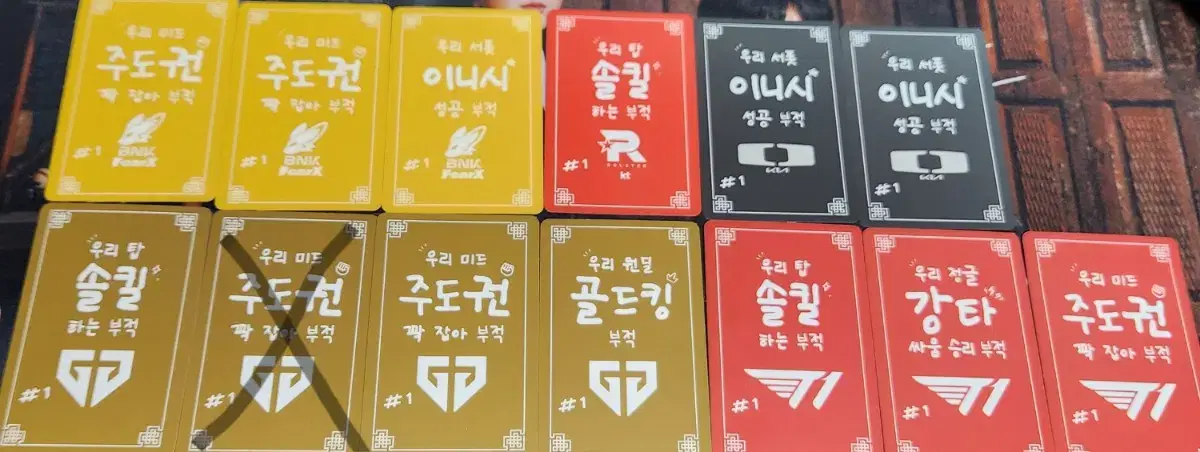 우리 미드
주도권
꽉 잡아 부적
#1
BNK
FearX
우리 미드
주도권
꽉 잡아 부적
#1
BNK
FearX
우리 서폿
이니시
성공 부적
#1
BNK
FearX
우리 탑
솔킬
하는 부적
#1
R
ROLSTER
kt
우리 서폿
이니시
성공 부적
#1
우리 서폿
이니시
성공 부적
#1
우리 탑
솔킬
하는 부적
#1
GG
우리 미드
주도권
꽉 잡아 부적
#1
GG
우리 미드
주도권
꽉 잡아 부적
#1
GG
우리 원딜
골드킹
부적
#1
GG
우리 탑
솔킬
하는 부적
#1
T1
우리 정글
강타
싸움 승리 부적
#1
T1
우리 미드
주도권
꽉 잡아 부적
#1
T1